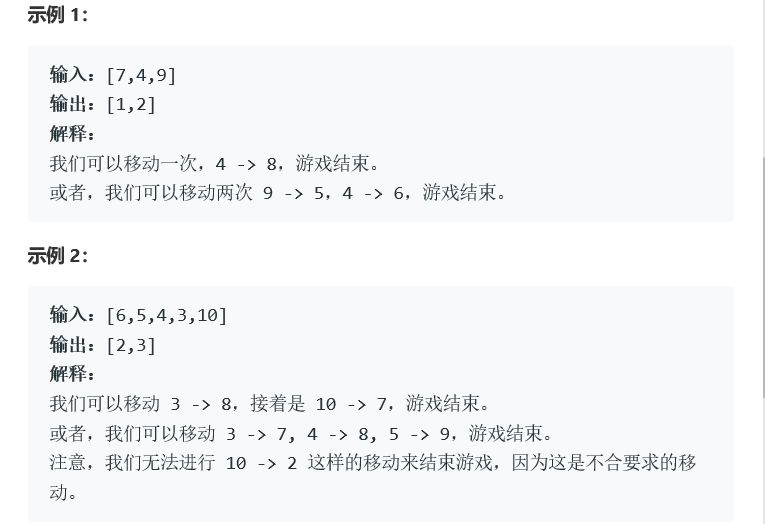 示例 1：
输入：[7,4,9]
输出：[1,2]
解释：
我们可以移动一次，4 -> 8，游戏结束。
或者，我们可以移动两次 9 -> 5，4 -> 6，游戏结束。
示例 2：
输入：[6,5,4,3,10]
输出：[2,3]
解释：
我们可以移动 3 -> 8，接着是 10 -> 7，游戏结束。
或者，我们可以移动 3 -> 7, 4 -> 8, 5 -> 9，游戏结束。
注意，我们无法进行 10 -> 2 这样的移动来结束游戏，因为这是不合要求的移
动。